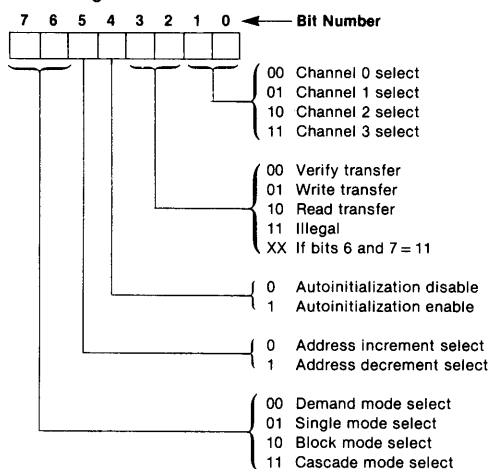 7 6 5 4 3 2 1 0 Bit Number
00 Channel 0 select
01 Channel 1 select
10 Channel 2 select
11 Channel 3 select
00 Verify transfer
01 Write transfer
10 Read transfer
11 Illegal
XX If bits 6 and 7 = 11
0 Autoinitialization disable
1 Autoinitialization enable
0 Address increment select
1 Address decrement select
00 Demand mode select
01 Single mode select
10 Block mode select
11 Cascade mode select